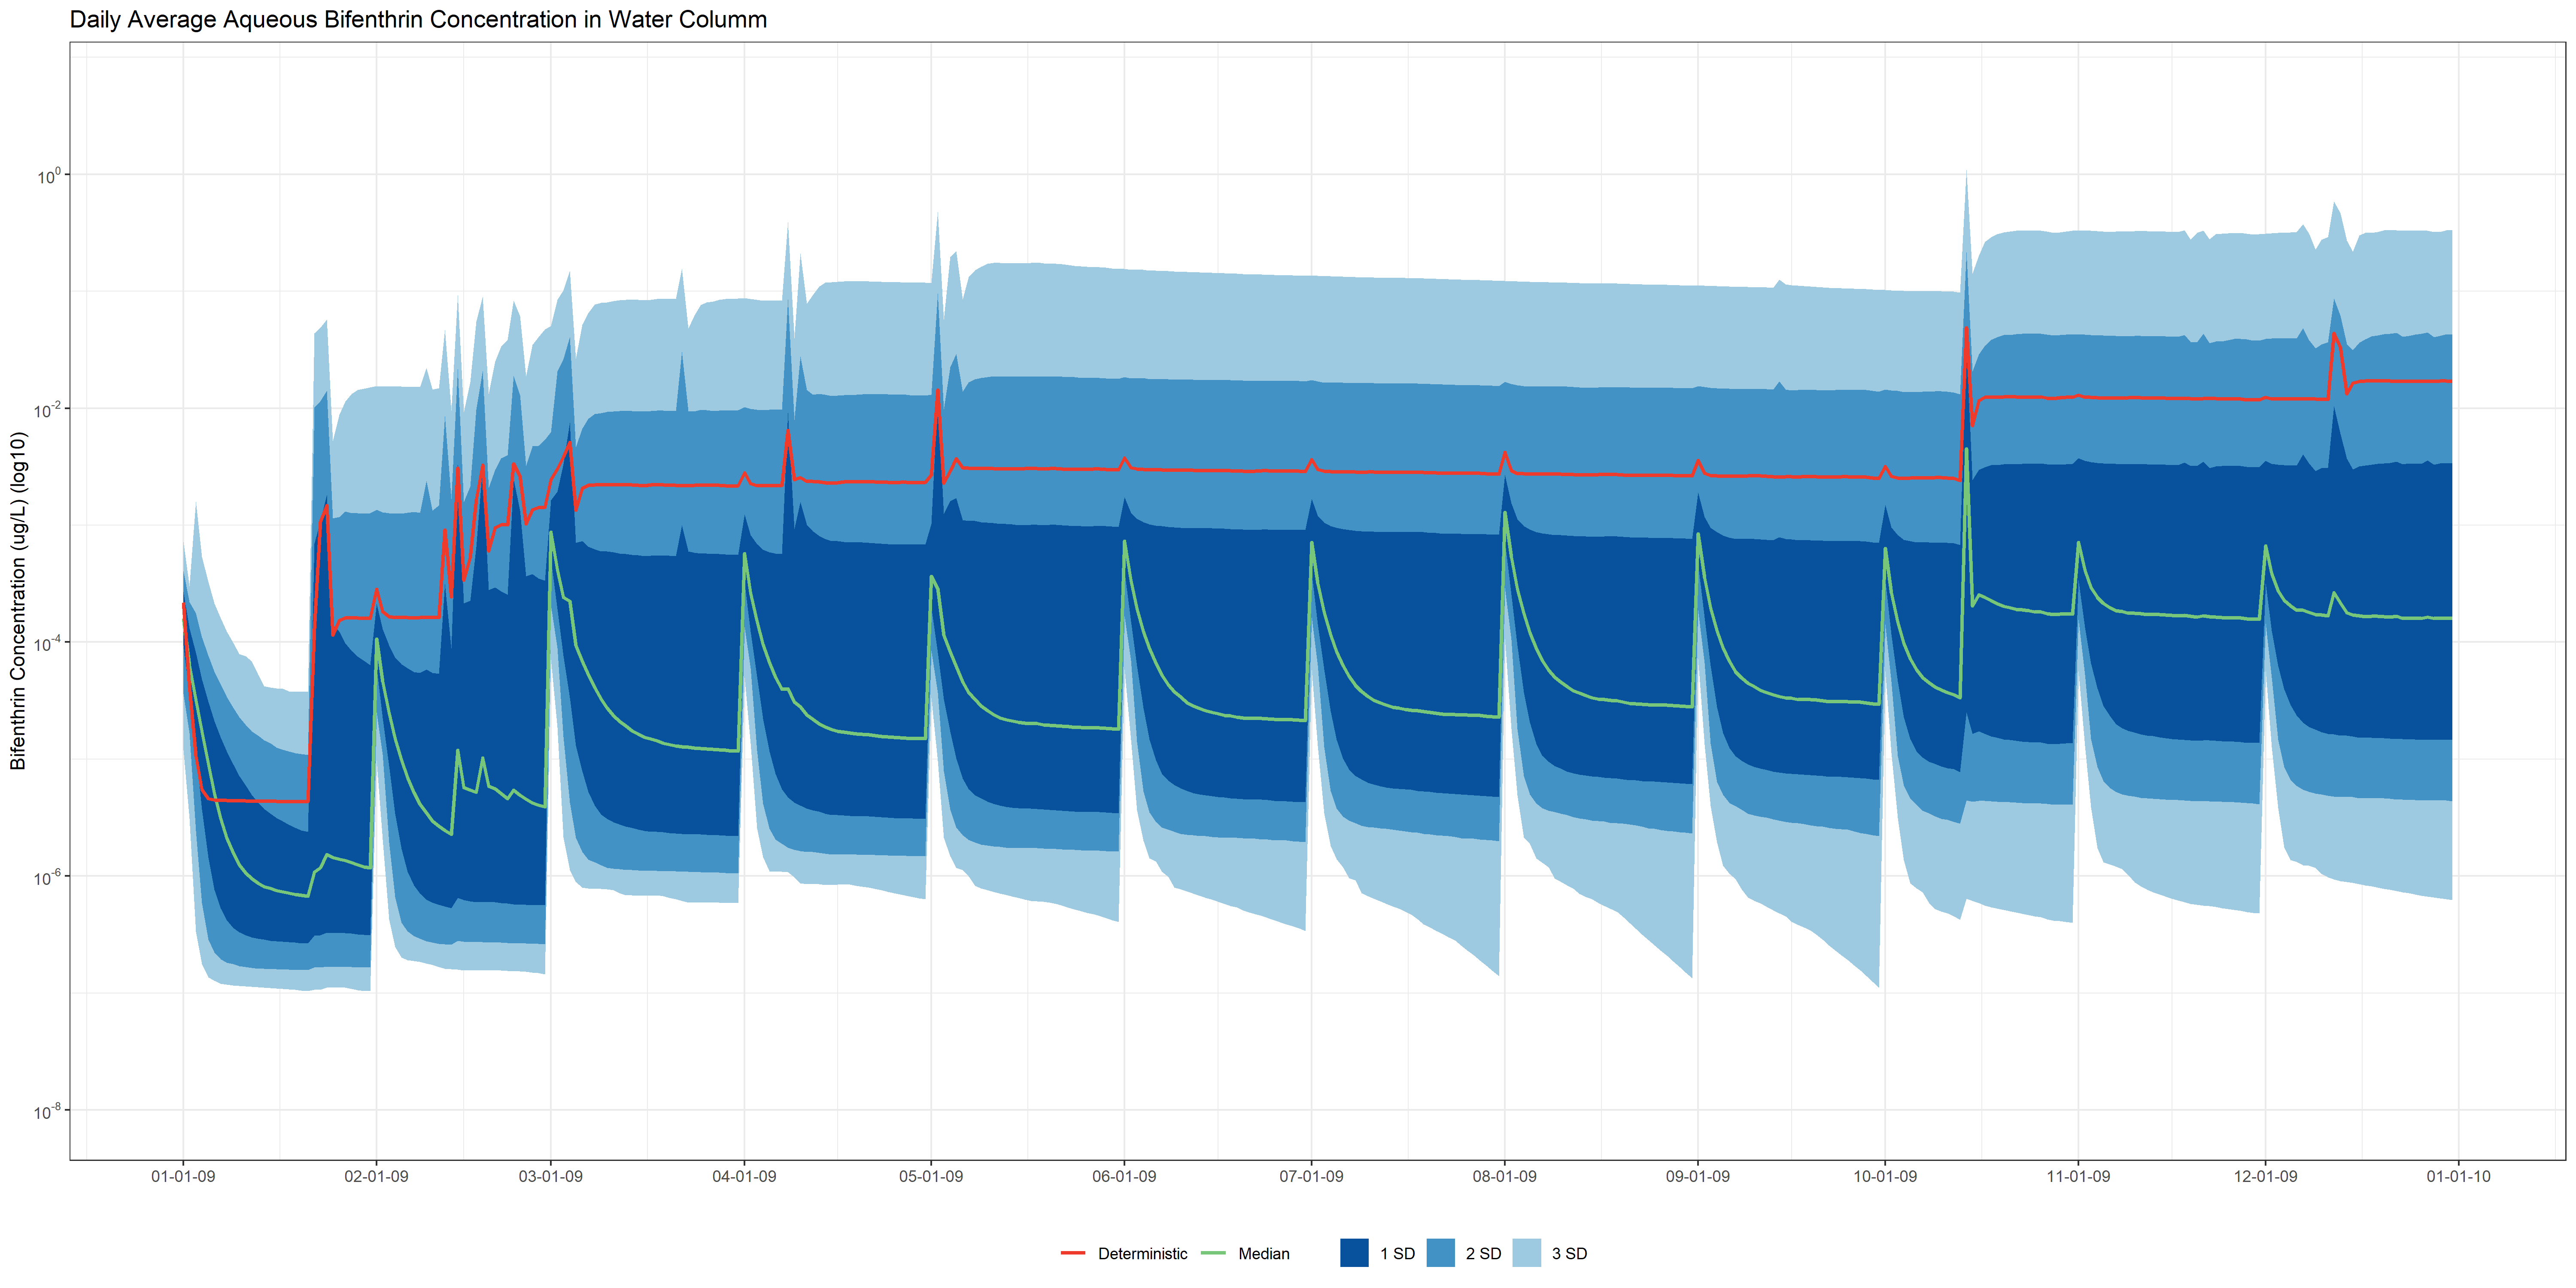 Daily Average Aqueous Bifenthrin Concentration in Water Columm
Bifenthrin Concentration (ug/L) (log10)
10^0
10^-2
10^-4
10^-6
10^-8
01-01-09 02-01-09 03-01-09 04-01-09 05-01-09 06-01-09 07-01-09 08-01-09 09-01-09 10-01-09 11-01-09 12-01-09 01-01-10
Deterministic Median 1 SD 2 SD 3 SD